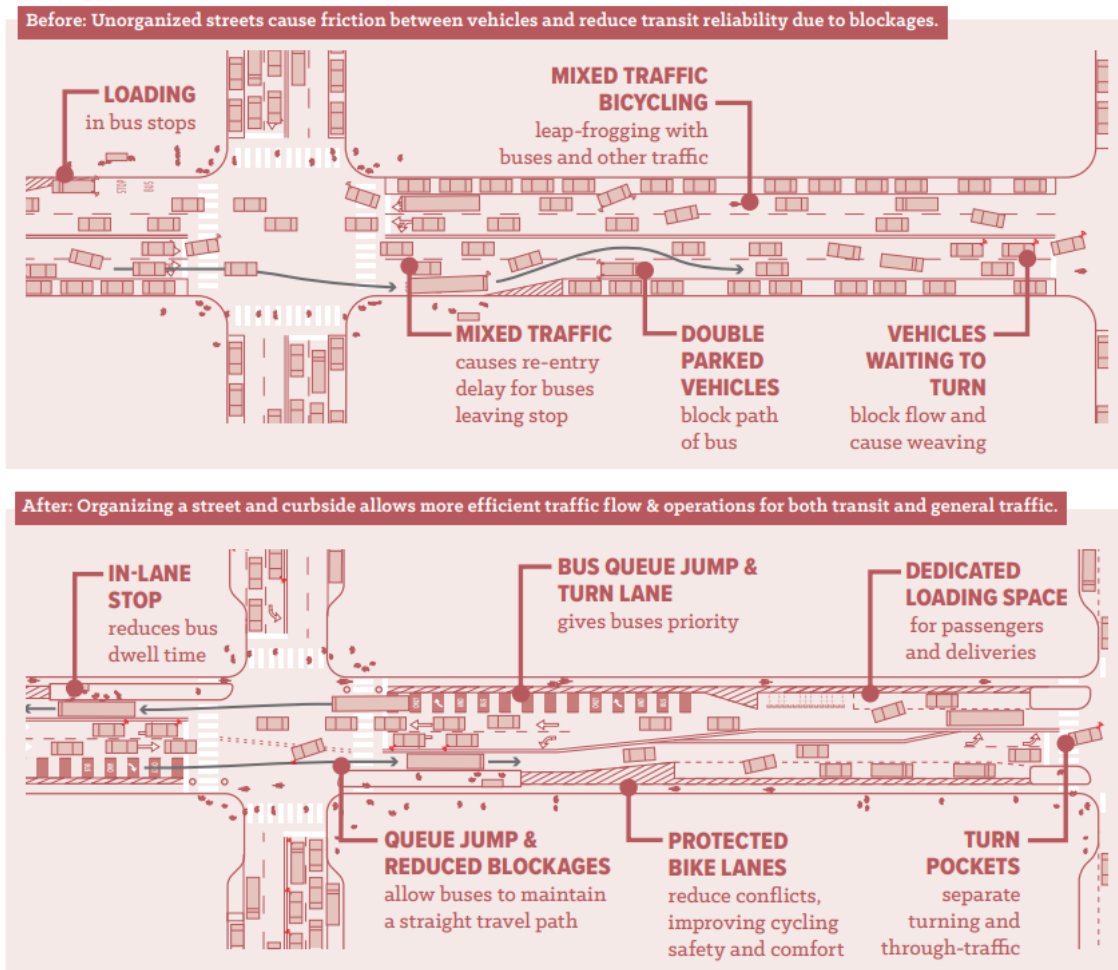 Before: Unorganized streets cause friction between vehicles and reduce transit reliability due to blockages.
LOADING
in bus stops
MIXED TRAFFIC
BICYCLING
leap-frogging with
buses and other traffic
STOP
BUS
MIXED TRAFFIC
causes re-entry
delay for buses
leaving stop
DOUBLE
PARKED
VEHICLES
block path
of bus
VEHICLES
WAITING TO
TURN
block flow and
cause weaving
After: Organizing a street and curbside allows more efficient traffic flow & operations for both transit and general traffic.
IN-LANE
STOP
reduces bus
dwell time
BUS QUEUE JUMP &
TURN LANE
gives buses priority
DEDICATED
LOADING SPACE
for passengers
and deliveries
QUEUE JUMP &
REDUCED BLOCKAGES
allow buses to maintain
a straight travel path
PROTECTED
BIKE LANES
reduce conflicts,
improving cycling
safety and comfort
TURN
POCKETS
separate
turning and
through-traffic